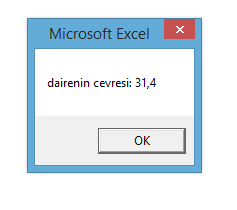 Microsoft Excel
dairenin cevresi: 31,4
OK